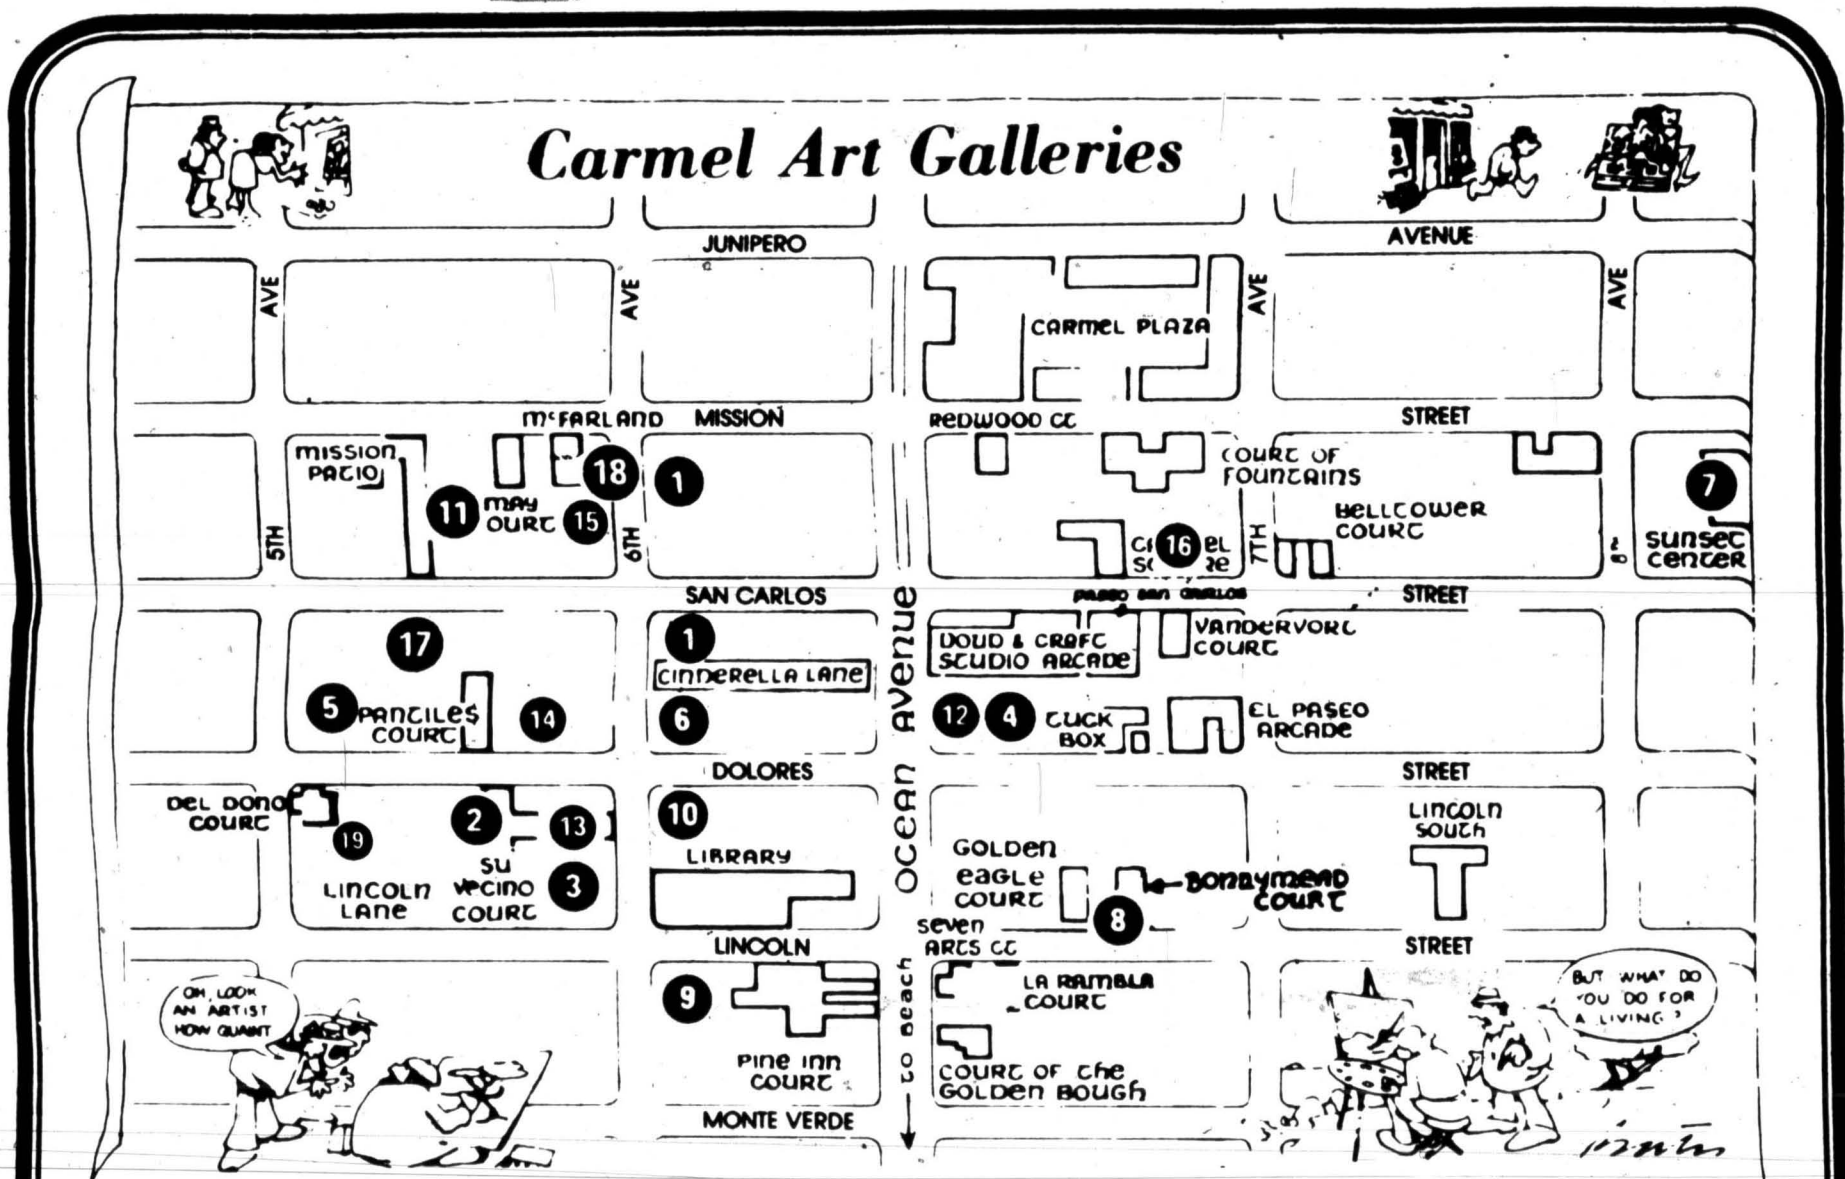 Carmel Art Galleries
JUNIPERO
AVENUE
AVE
AVE
AVE
AVE
CARMEL PLAZA
McFARLAND
MISSION
REDWOOD CT
STREET
MISSION
PATIO
18
1
COURT OF
FOUNTAINS
7
11
MAY
OURT
15
BELLTOWER
COURT
5TH
6TH
16
7TH
8TH
SUNSET
CENTER
SAN CARLOS
PASEO SAN CARLOS
STREET
17
1
DOUD & CRAFT
STUDIO ARCADE
VANDERVORT
COURT
CINDERELLA LANE
5
PANTILES
COURT
14
6
12
4
TUCK
BOX
EL PASEO
ARCADE
DOLORES
STREET
OCEAN AVENUE
DEL DONO
COURT
19
2
13
10
LINCOLN
SOUTH
LIBRARY
GOLDEN
EAGLE
COURT
BONNYMEAD
COURT
LINCOLN
LANE
SU
VECINO
COURT
3
8
SEVEN
ARTS CT
LINCOLN
STREET
9
LA RAMBLA
COURT
TO BEACH
PINE INN
COURT
COURT OF THE
GOLDEN BOUGH
MONTE VERDE
OH, LOOK
AN ARTIST
HOW QUAINT
BUT WHAT DO
YOU DO FOR
A LIVING?